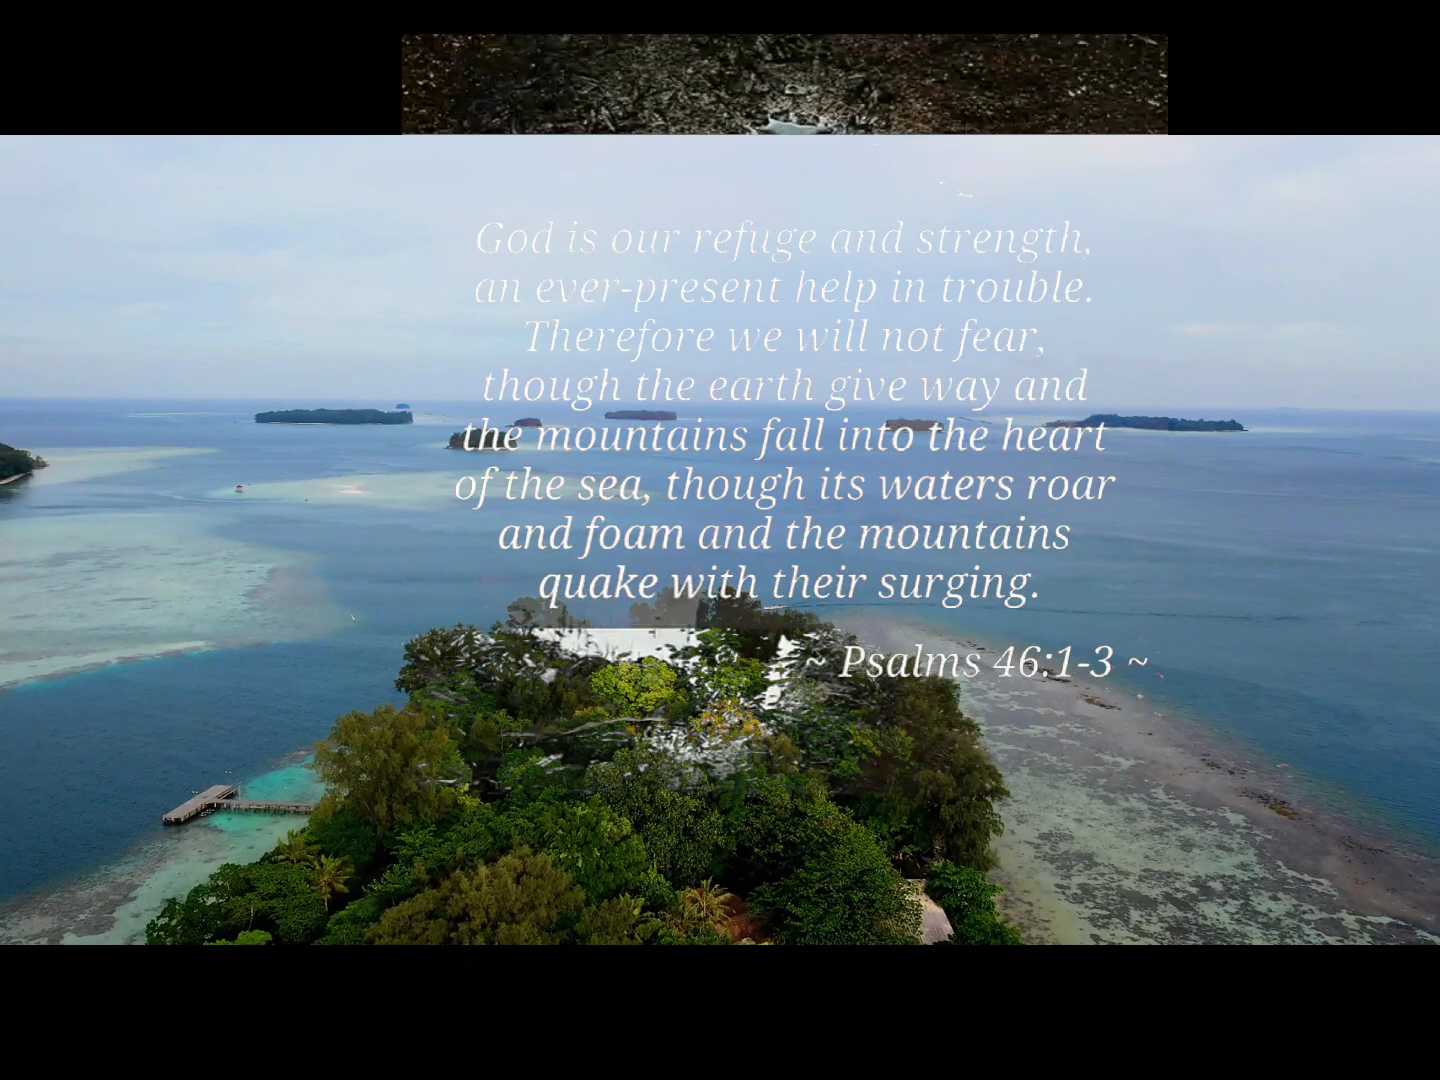 God is our refuge and strength,
an ever-present help in trouble.
Therefore we will not fear,
though the earth give way and
the mountains fall into the heart
of the sea, though its waters roar
and foam and the mountains
quake with their surging.
~ Psalms 46:1-3 ~